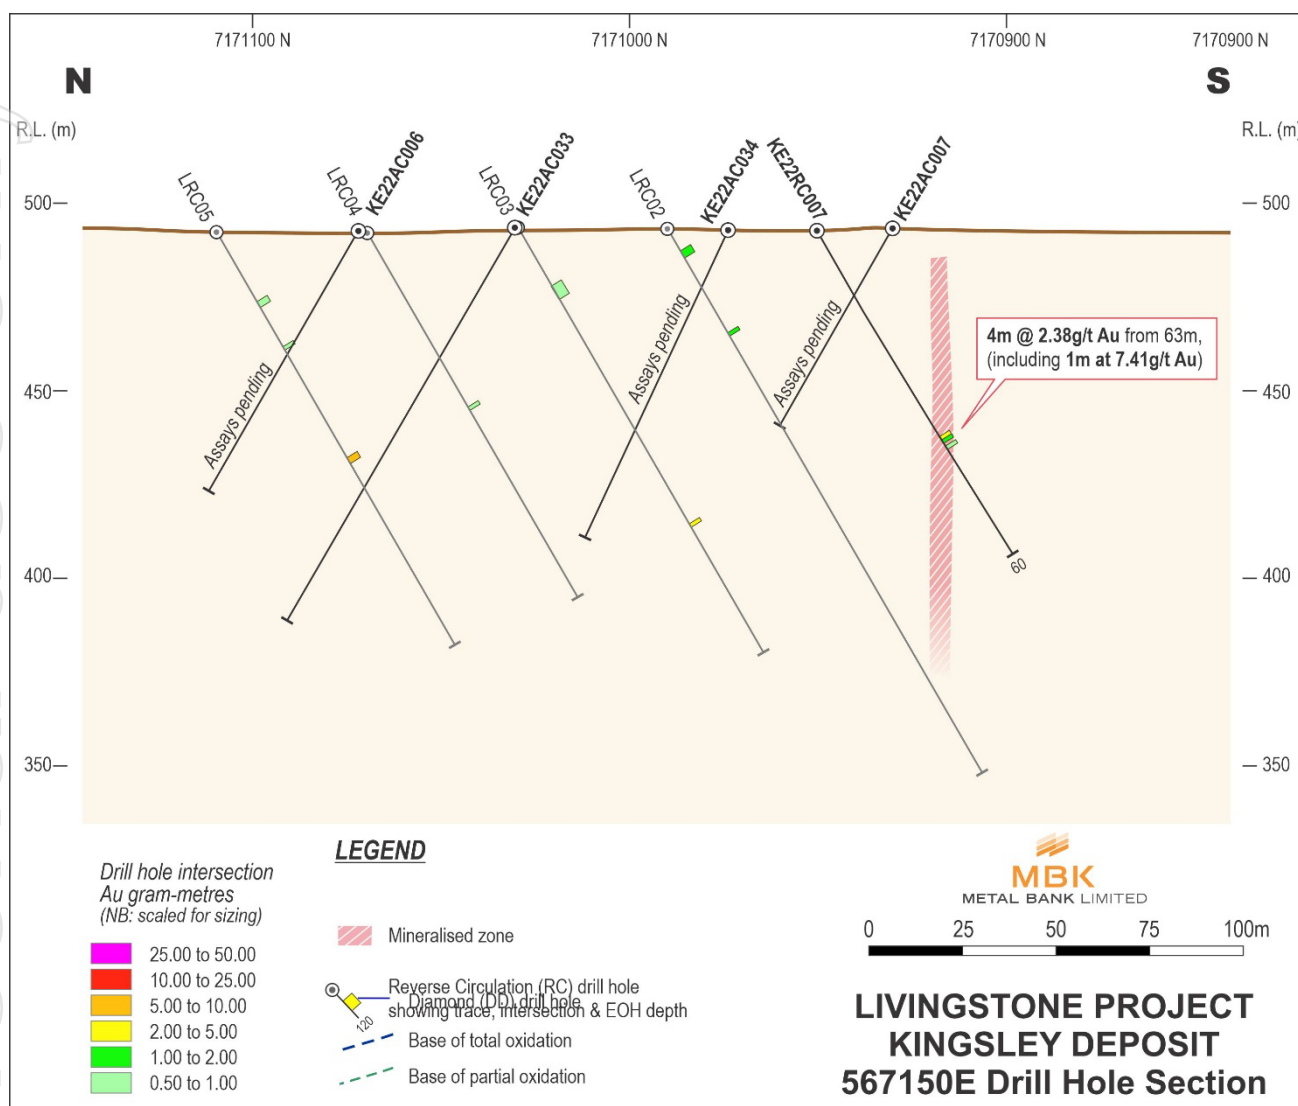 7171100 N
7171000 N
7170900 N
7170900 N
N
S
R.L. (m)
R.L. (m)
LRC05
LRC04
KE22AC006
LRC03
KE22AC033
LRC02
KE22AC034
KE22RC007
KE22AC007
500
500
Assays pending
Assays pending
Assays pending
4m @ 2.38g/t Au from 63m,
(including 1m at 7.41g/t Au)
450
450
60
400
400
350
350
LEGEND
Drill hole intersection
Au gram-metres
(NB: scaled for sizing)
25.00 to 50.00
10.00 to 25.00
5.00 to 10.00
2.00 to 5.00
1.00 to 2.00
0.50 to 1.00
Mineralised zone
120
Reverse Circulation (RC) drill hole
Diamond (DD) drill hole
showing trace, intersection & EOH depth
Base of total oxidation
Base of partial oxidation
MBK
METAL BANK LIMITED
0 25 50 75 100m
LIVINGSTONE PROJECT
KINGSLEY DEPOSIT
567150E Drill Hole Section